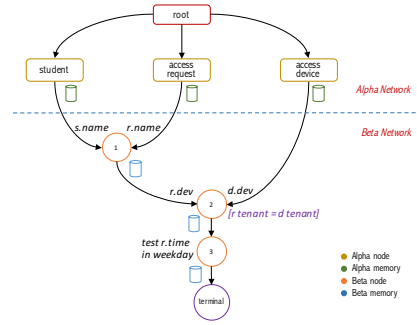 root
student
access
request
access
device
Alpha Network
Beta Network
s.name
r.name
1
r.dev
d.dev
2
[r tenant = d tenant]
test r.time
in weekday
3
terminal
Alpha node
Alpha memory
Beta node
Beta memory